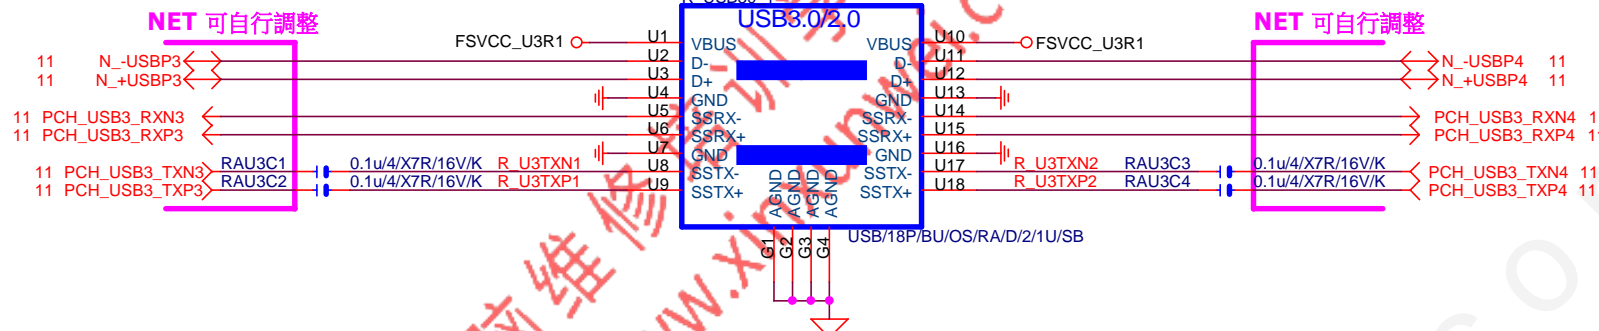 NET 可自行調整
USB3.0/2.0
NET 可自行調整
FSVCC_U3R1
U1
VBUS
VBUS
U10
FSVCC_U3R1
11 N_-USBP3
U2
D-
D-
U11
N_-USBP4 11
11 N_+USBP3
U3
D+
D+
U12
N_+USBP4 11
U4
GND
GND
U13
11 PCH_USB3_RXN3
U5
SSRX-
SSRX-
U14
PCH_USB3_RXN4
11 PCH_USB3_RXP3
U6
SSRX+
SSRX+
U15
PCH_USB3_RXP4
U7
GND
GND
U16
11 PCH_USB3_TXN3
RAU3C1
0.1u/4/X7R/16V/K
R_U3TXN1
U8
SSTX-
SSTX-
U17
R_U3TXN2
RAU3C3
0.1u/4/X7R/16V/K
PCH_USB3_TXN4 11
11 PCH_USB3_TXP3
RAU3C2
0.1u/4/X7R/16V/K
R_U3TXP1
U9
SSTX+
SSTX+
U18
R_U3TXP2
RAU3C4
0.1u/4/X7R/16V/K
PCH_USB3_TXP4 11
AGND
AGND
AGND
AGND
G1
G2
G3
G4
USB/18P/BU/OS/RA/D/2/1U/SB
维修培训
www.xinxunwei.c